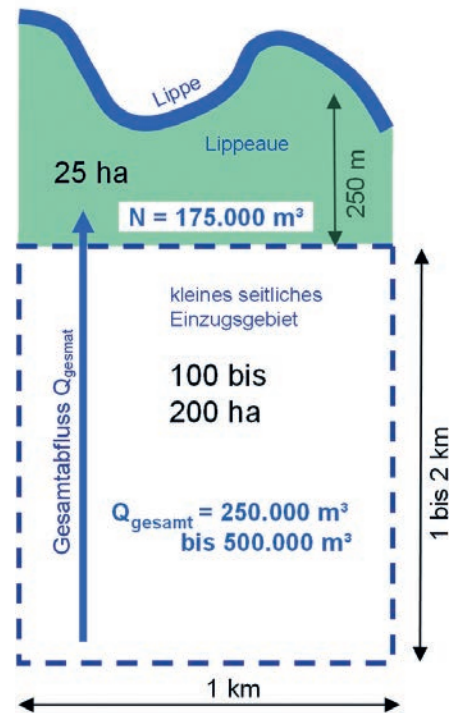 Lippe
Lippeaue
25 ha
250 m
N = 175.000 m³
kleines seitliches
Einzugsgebiet
100 bis
200 ha
Gesamtabfluss Qgesmat
Qgesamt = 250.000 m³
bis 500.000 m³
1 bis 2 km
1 km